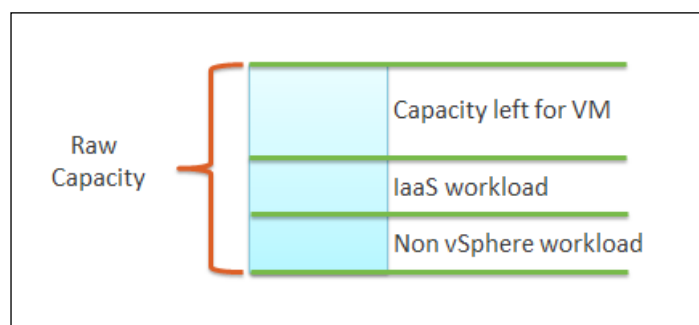 Raw
Capacity
Capacity left for VM
IaaS workload
Non vSphere workload